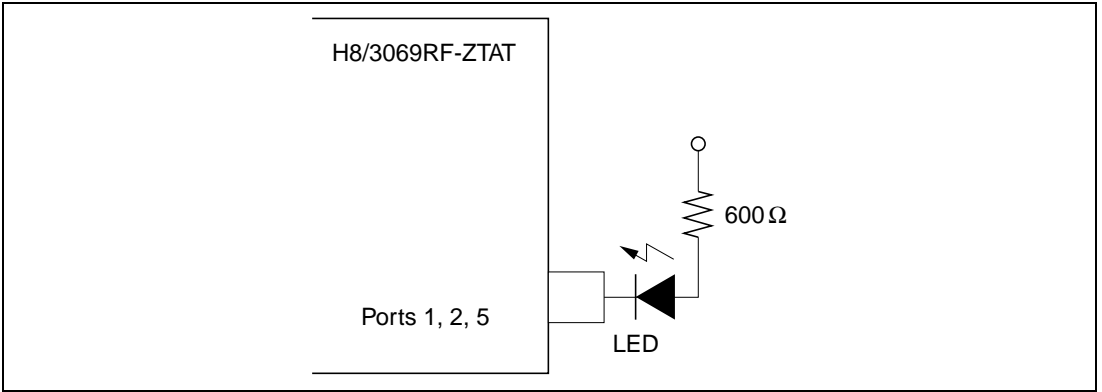 H8/3069RF-ZTAT
600 Ω
Ports 1, 2, 5
LED